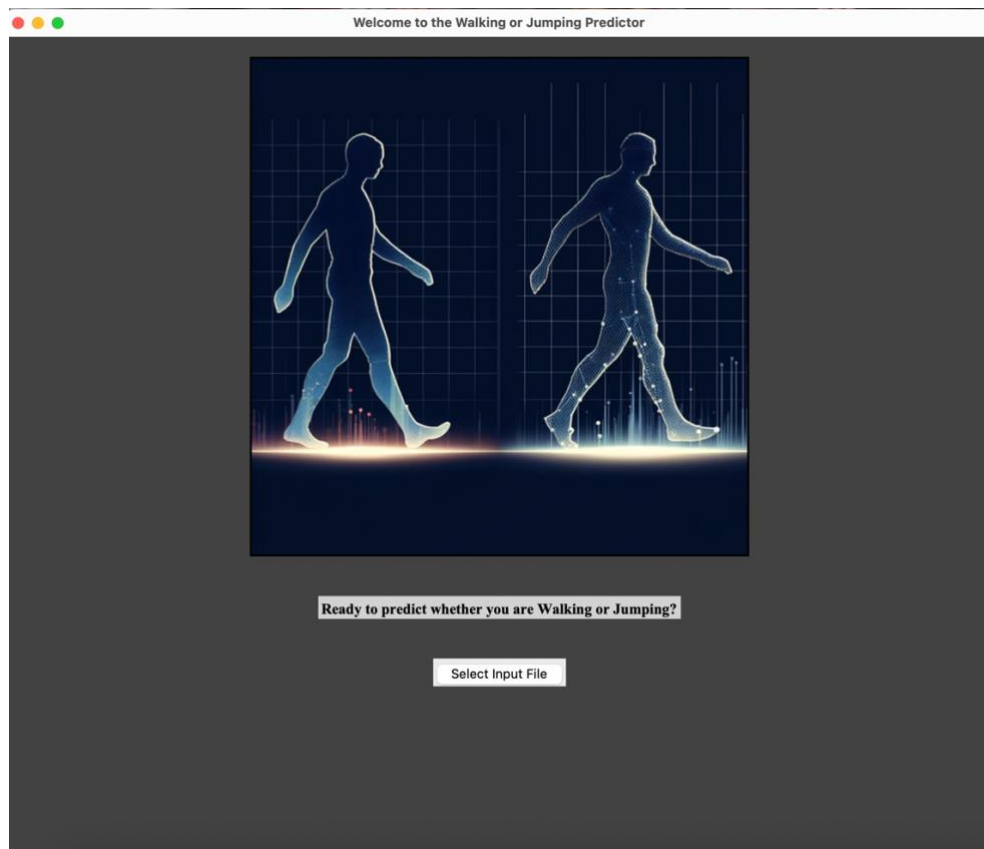 Welcome to the Walking or Jumping Predictor
Ready to predict whether you are Walking or Jumping?
Select Input File